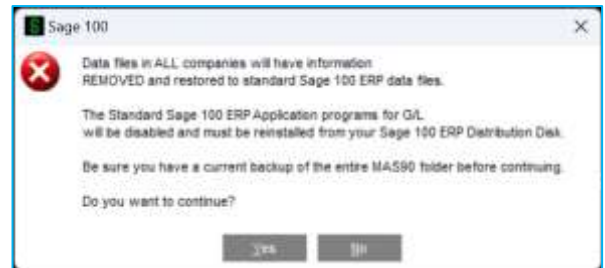 Sage 100
Data files in ALL companies will have information
REMOVED and restored to standard Sage 100 ERP data files.
The Standard Sage 100 ERP Application programs for G/L
will be disabled and must be reinstalled from your Sage 100 ERP Distribution Disk.
Be sure you have a current backup of the entire MAS90 folder before continuing.
Do you want to continue?
Yes
No